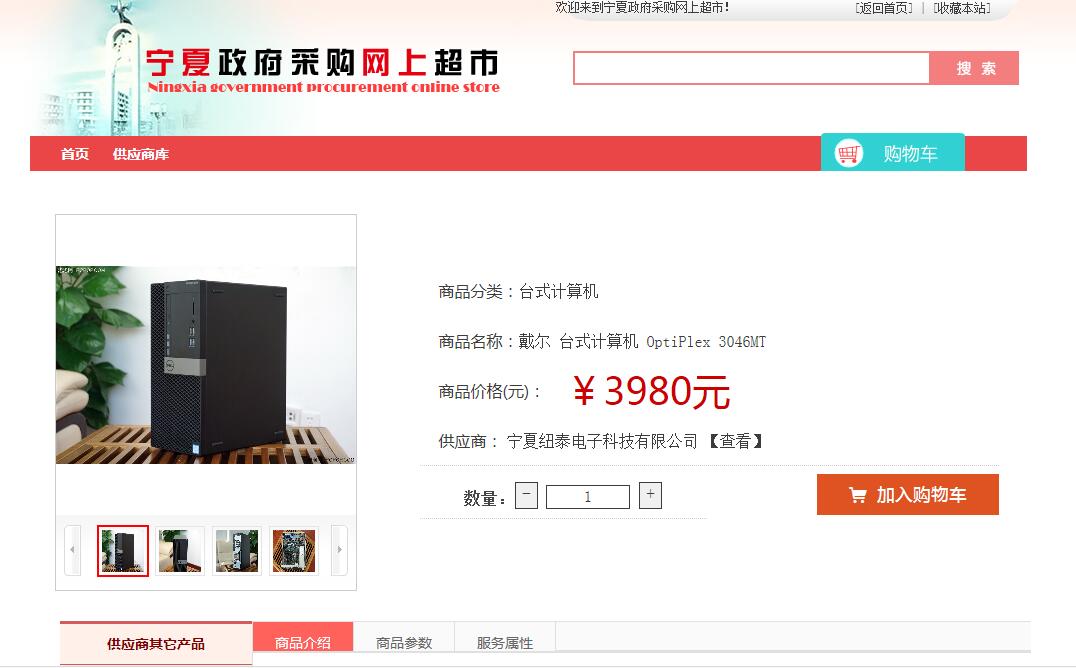 欢迎来到宁夏政府采购网上超市!
[返回首页] | [收藏本站]
宁夏政府采购网上超市
Ningxia government procurement online store
搜 索
首页 供应商库
购物车
商品分类：台式计算机
商品名称：戴尔 台式计算机 OptiPlex 3046MT
商品价格(元)： ￥3980元
供应商： 宁夏纽泰电子科技有限公司 【查看】
数量： － 1 +
加入购物车
供应商其它产品 商品介绍 商品参数 服务属性